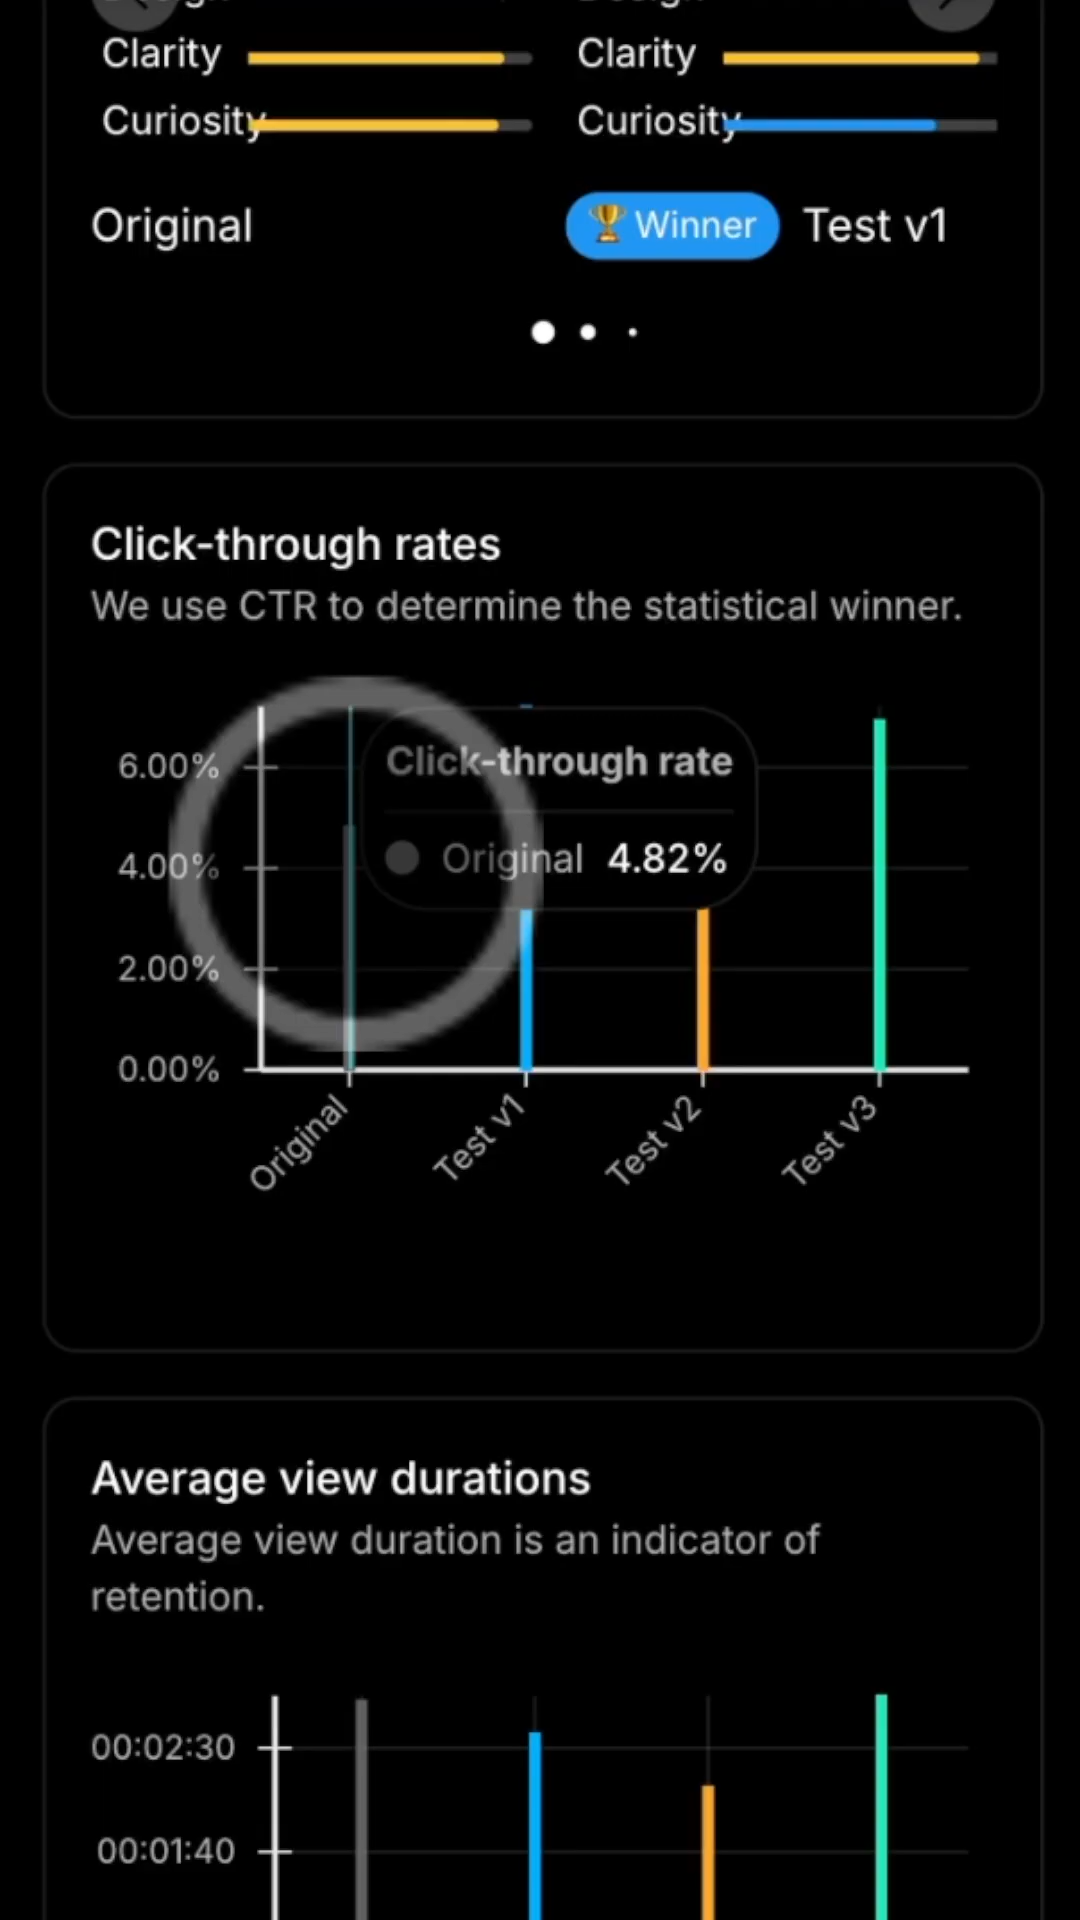 Design Design
Clarity Clarity
Curiosity Curiosity
Original 🏆 Winner Test v1
Click-through rates
We use CTR to determine the statistical winner.
Click-through rate
Original 4.82%
6.00%
4.00%
2.00%
0.00%
Original Test v1 Test v2 Test v3
Average view durations
Average view duration is an indicator of
retention.
00:02:30
00:01:40